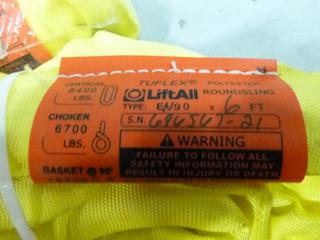 VERTICAL
8400
LBS.
TUFLEX® POLYESTER
LiftAll ROUNDSLING
TYPE: EN90 x 6 FT
S.N. 696567-21
CHOKER
6700
LBS.
WARNING
FAILURE TO FOLLOW ALL
SAFETY INFORMATION MAY
RESULT IN INJURY OR DEATH
BASKET @ 90°